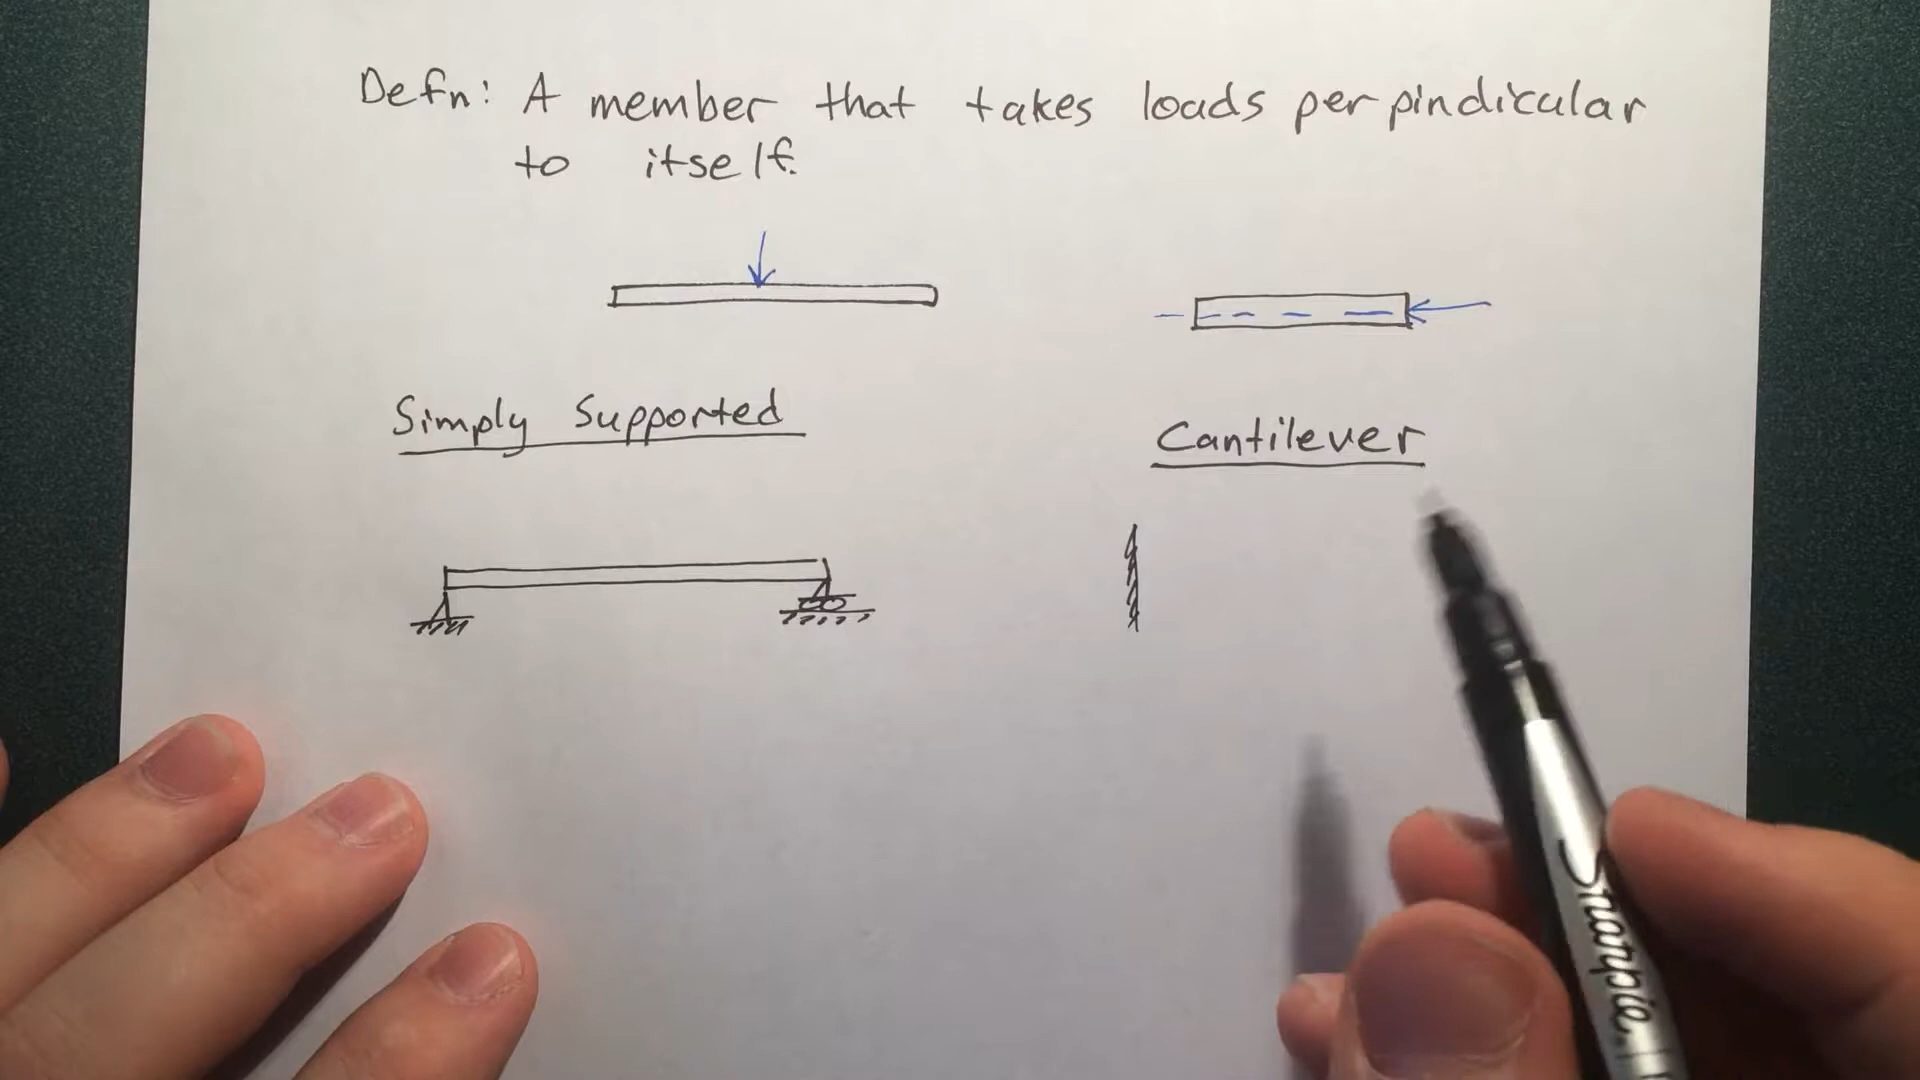 Defn: A member that takes loads perpindicular
to itself.
Simply Supported
Cantilever
Sharpie